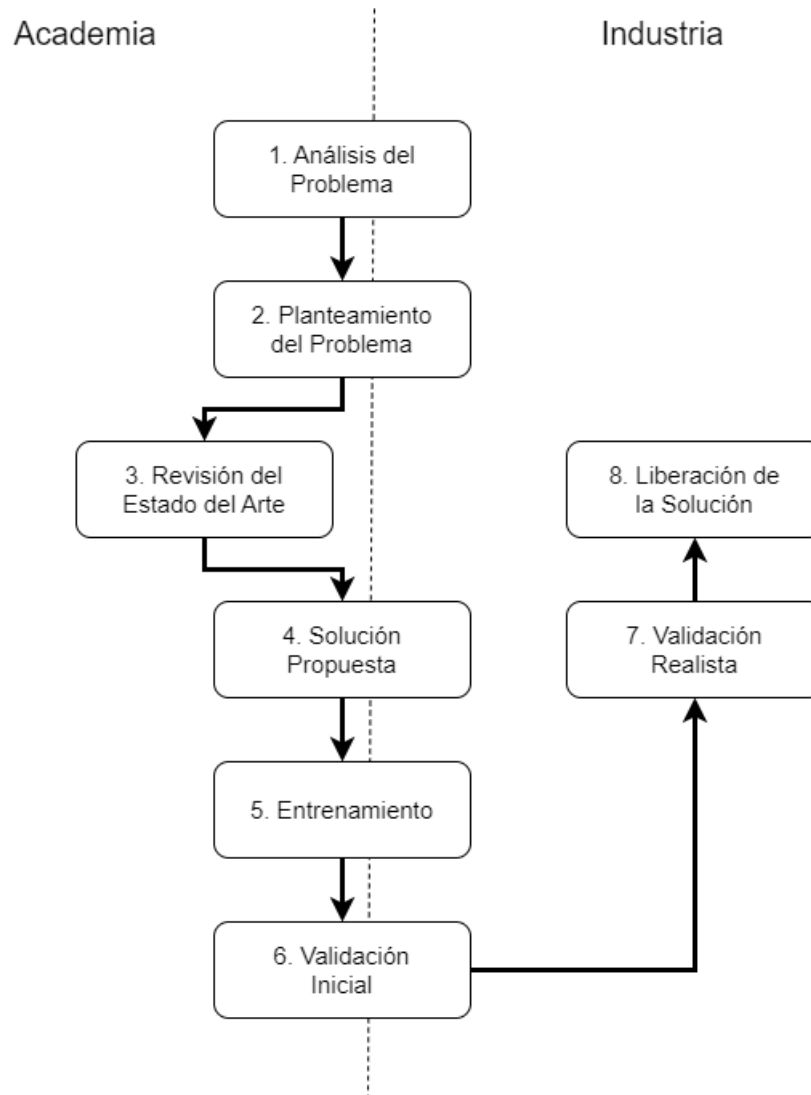 Academia
Industria
1. Análisis del
Problema
2. Planteamiento
del Problema
3. Revisión del
Estado del Arte
4. Solución
Propuesta
5. Entrenamiento
6. Validación
Inicial
7. Validación
Realista
8. Liberación de
la Solución